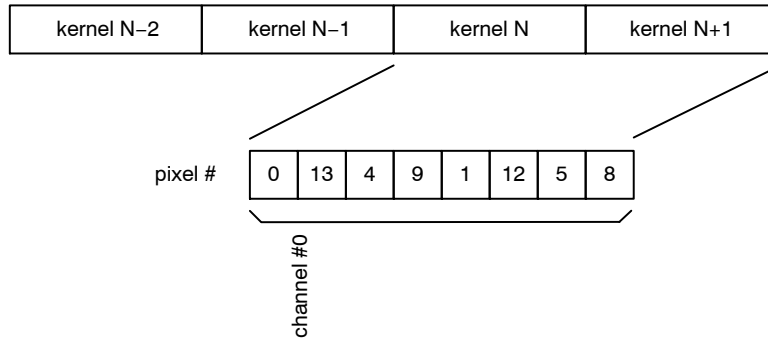 kernel N−2 kernel N−1 kernel N kernel N+1
pixel # 0 13 4 9 1 12 5 8
channel #0